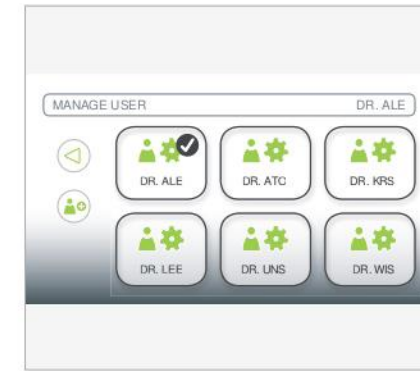 MANAGE USER DR. ALE
DR. ALE DR. ATC DR. KRS
DR. LEE DR. UNS DR. WIS